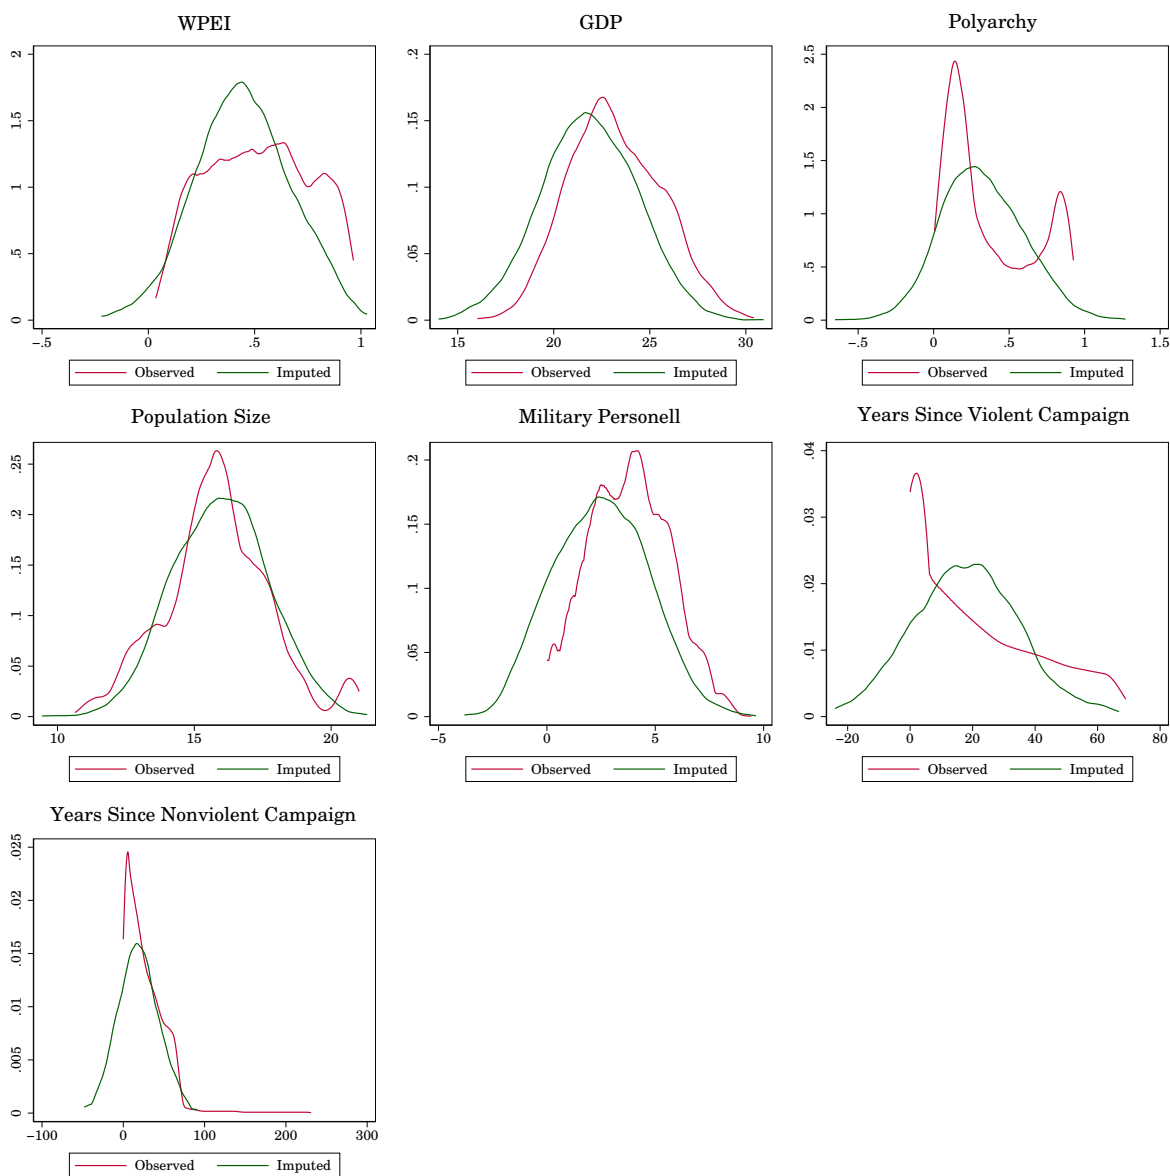 WPEI
2
1.5
1
.5
0
-.5 0 .5 1
Observed Imputed
GDP
.2
.15
.1
.05
0
15 20 25 30
Observed Imputed
Polyarchy
2.5
2
1.5
1
.5
0
-.5 0 .5 1 1.5
Observed Imputed
Population Size
.25
.2
.15
.1
.05
0
10 15 20
Observed Imputed
Military Personell
.2
.15
.1
.05
0
-5 0 5 10
Observed Imputed
Years Since Violent Campaign
.04
.03
.02
.01
0
-20 0 20 40 60 80
Observed Imputed
Years Since Nonviolent Campaign
.025
.02
.015
.01
.005
0
-100 0 100 200 300
Observed Imputed